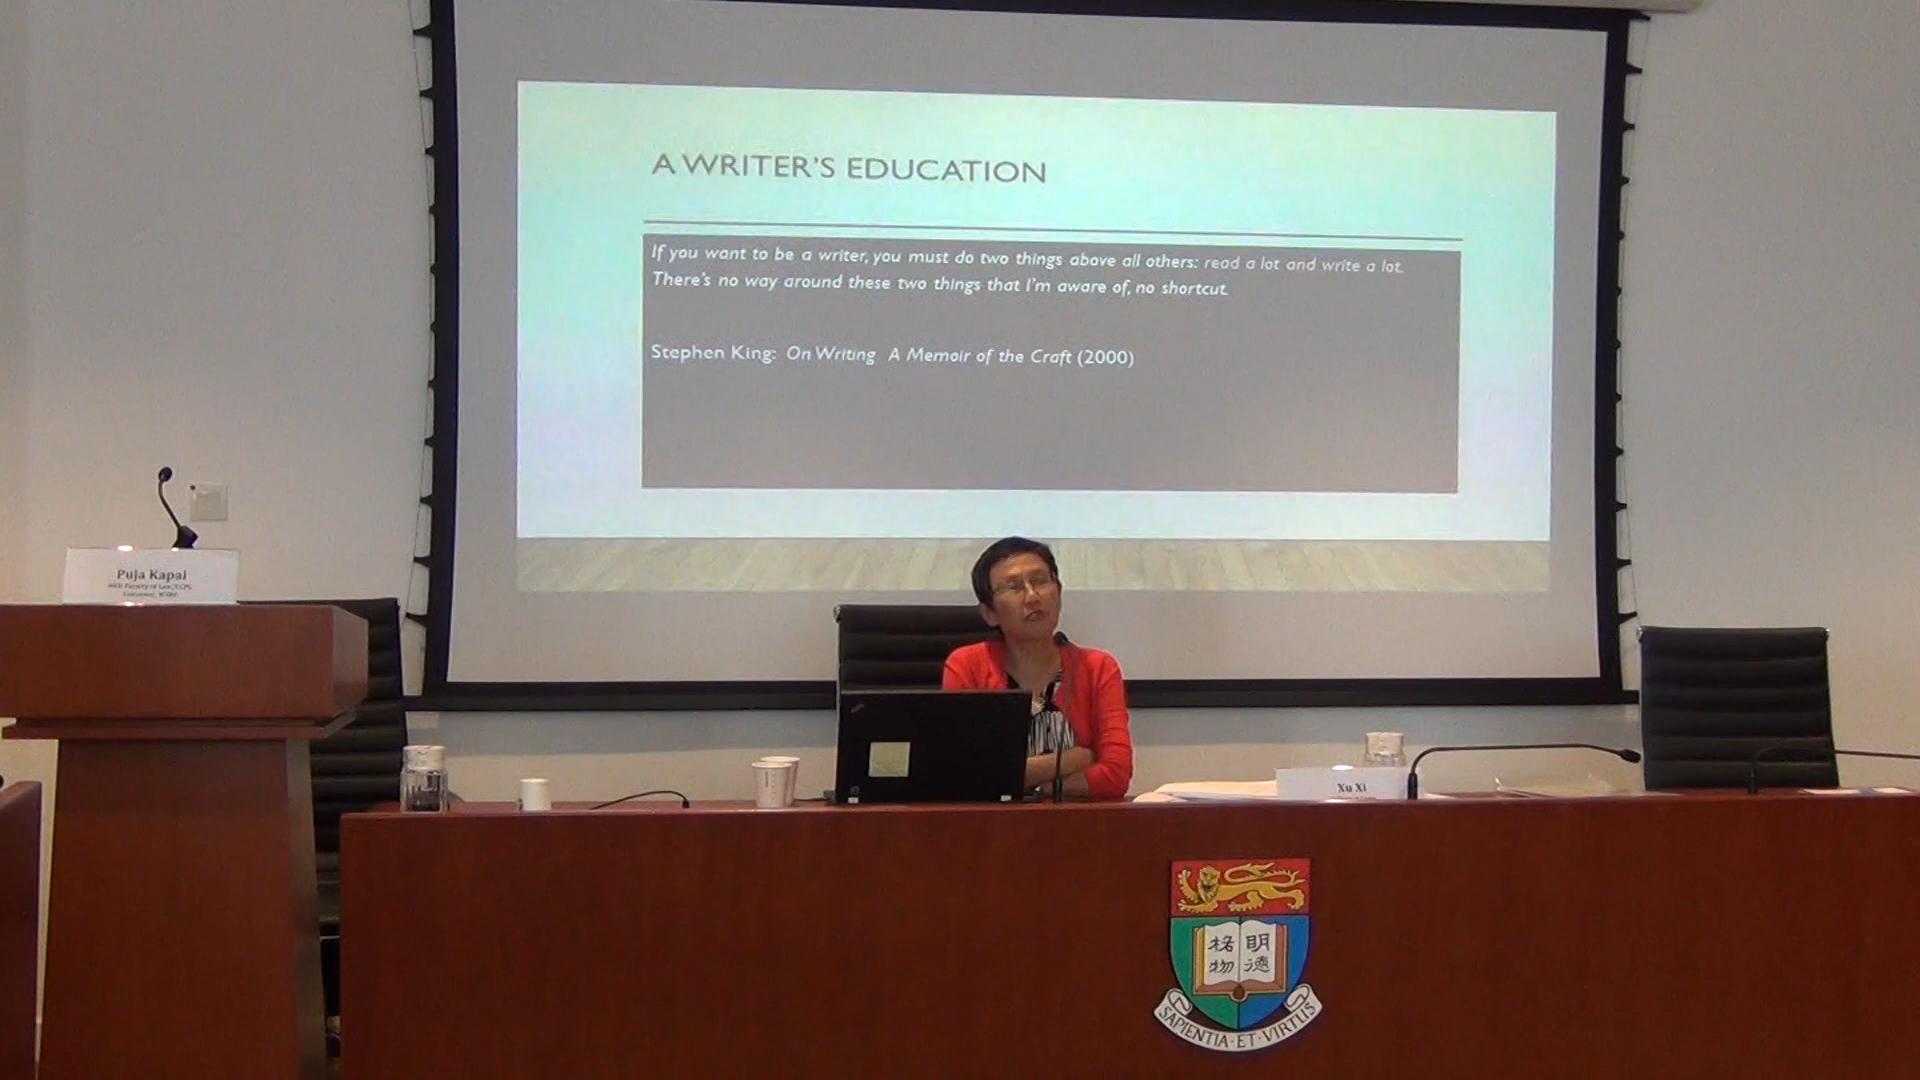 A WRITER'S EDUCATION
If you want to be a writer, you must do two things above all others: read a lot and write a lot.
There's no way around these two things that I'm aware of, no shortcut.
Stephen King: On Writing A Memoir of the Craft (2000)
Puja Kapai
Xu Xi
格物
明德
SAPIENTIA·ET·VIRTUS